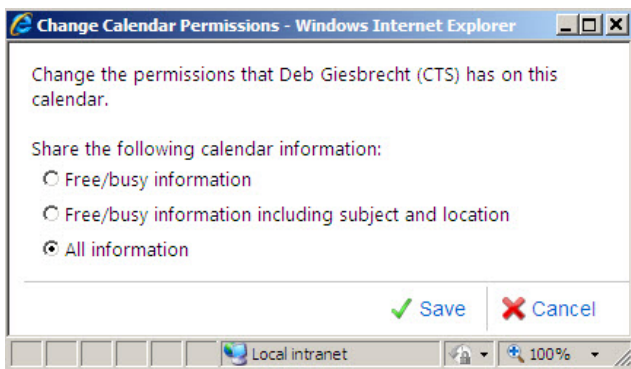 Change Calendar Permissions - Windows Internet Explorer
Change the permissions that Deb Giesbrecht (CTS) has on this
calendar.
Share the following calendar information:
Free/busy information
Free/busy information including subject and location
All information
Save
Cancel
Local intranet
100%